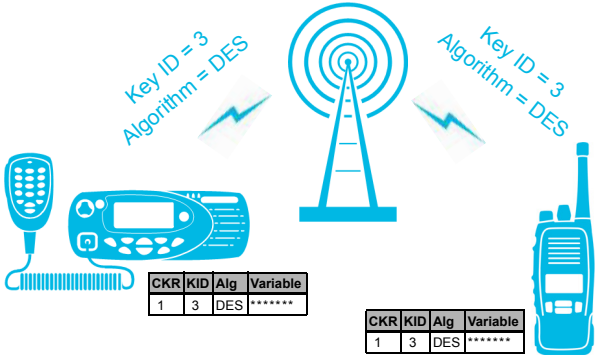 Key ID = 3
Algorithm = DES
Key ID = 3
Algorithm = DES
CKR KID Alg Variable
1 3 DES *******
CKR KID Alg Variable
1 3 DES *******